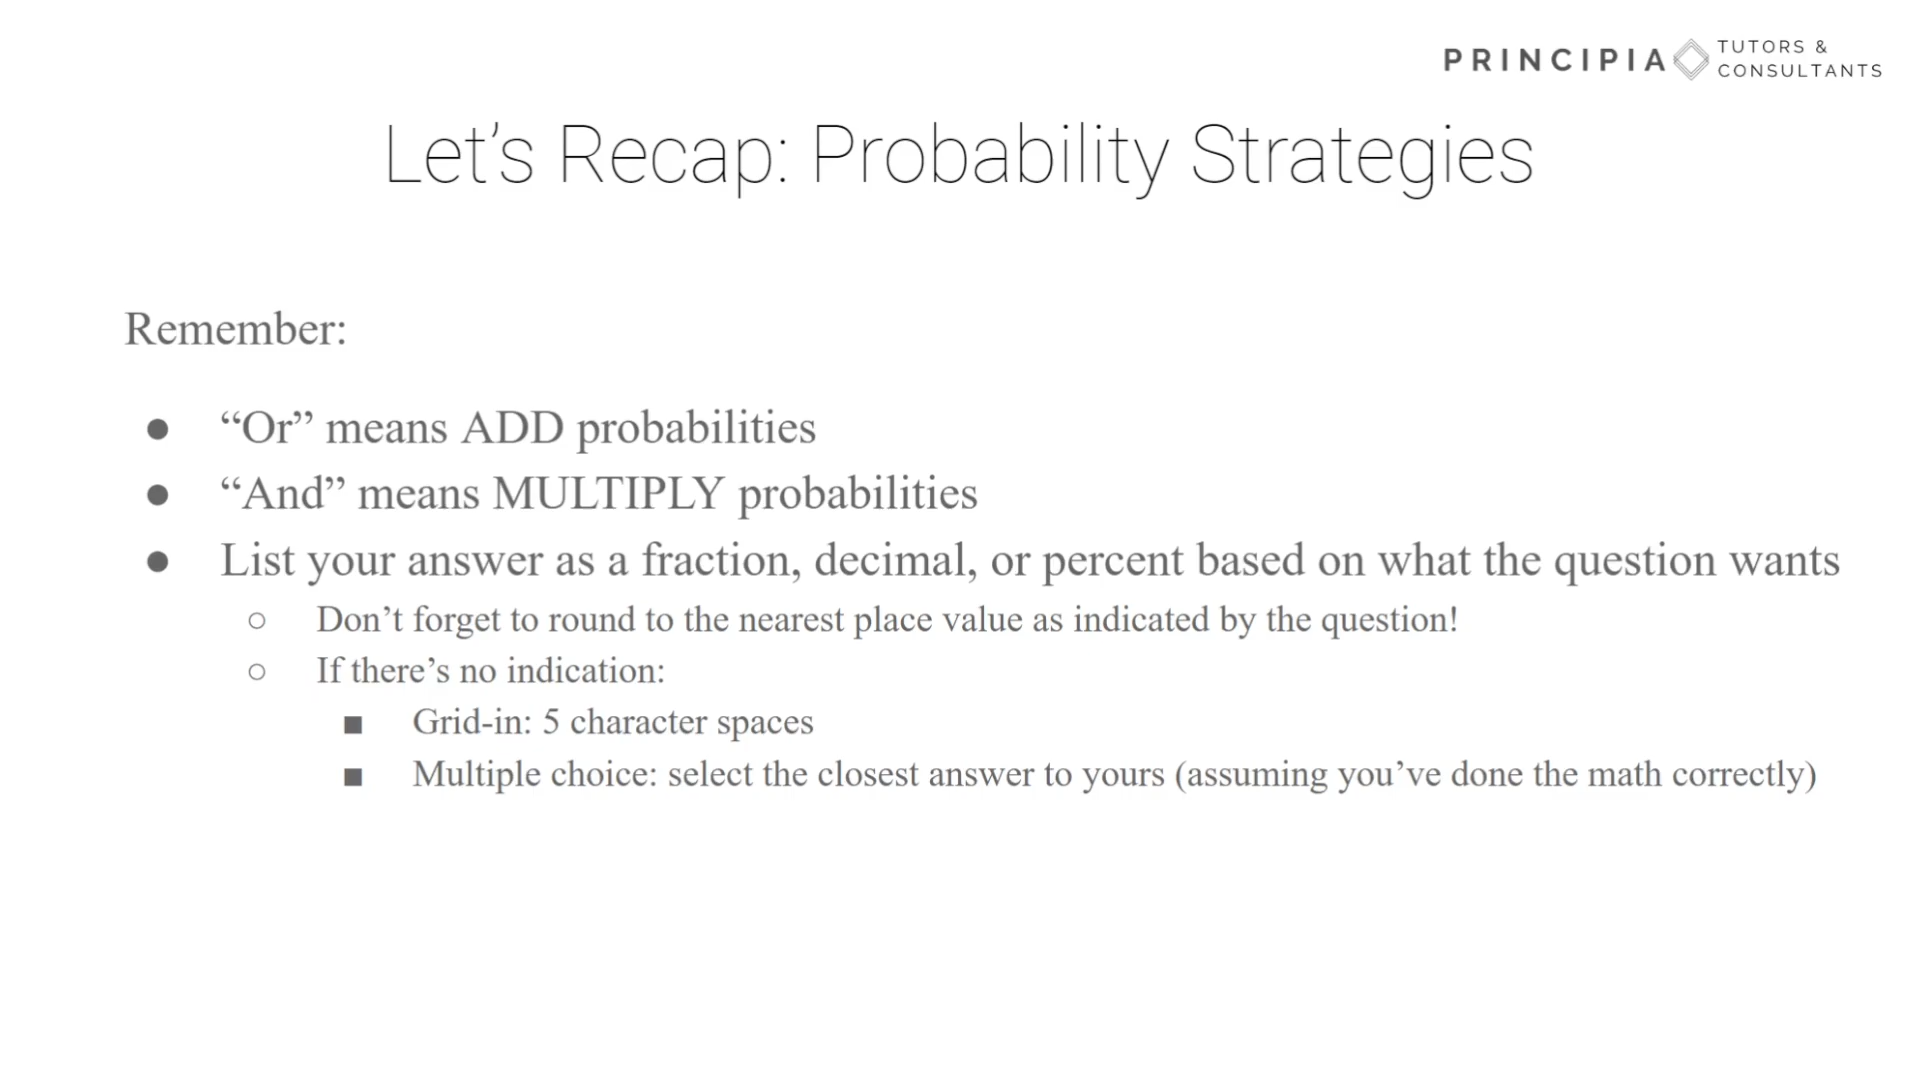 PRINCIPIA TUTORS &
CONSULTANTS
Let’s Recap: Probability Strategies
Remember:
● “Or” means ADD probabilities
● “And” means MULTIPLY probabilities
● List your answer as a fraction, decimal, or percent based on what the question wants
○ Don’t forget to round to the nearest place value as indicated by the question!
○ If there’s no indication:
■ Grid-in: 5 character spaces
■ Multiple choice: select the closest answer to yours (assuming you’ve done the math correctly)